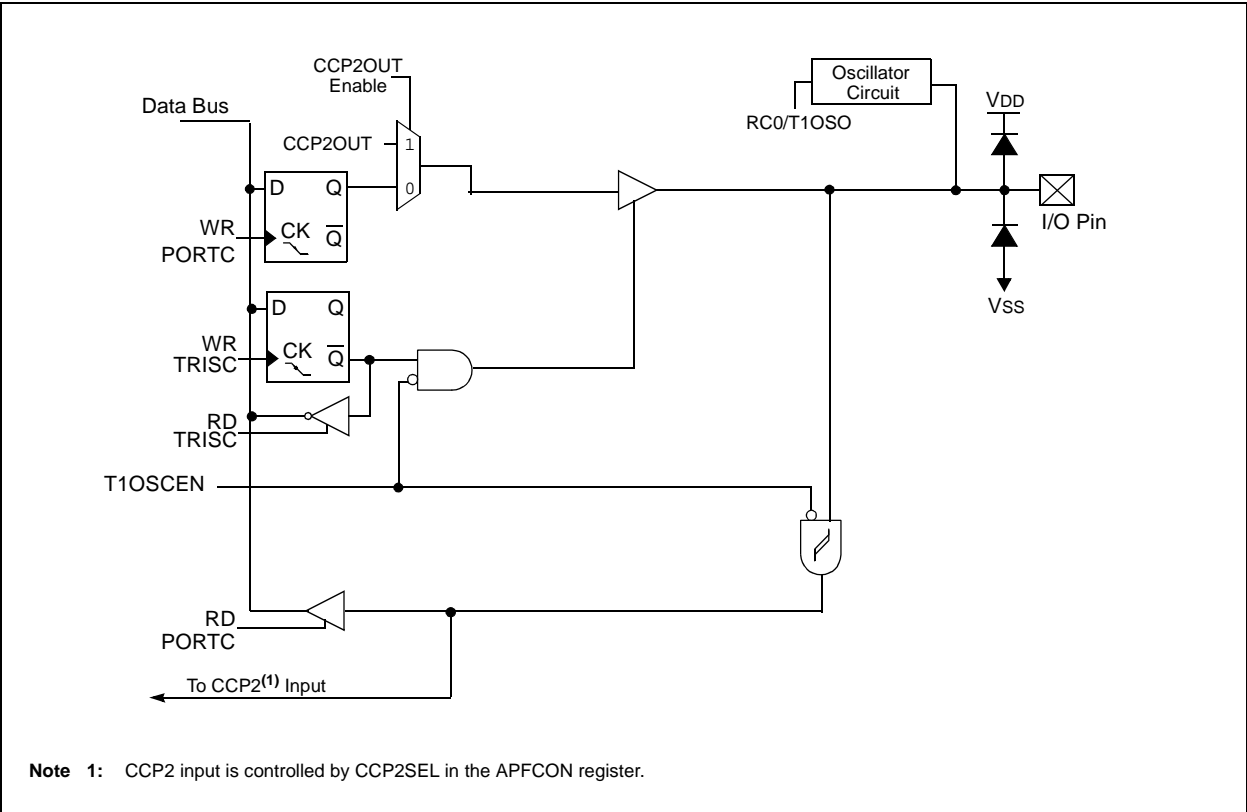 CCP2OUT
Enable
Oscillator
Circuit
Data Bus
VDD
RC0/T1OSO
CCP2OUT
1
D Q
0
I/O Pin
WR
PORTC
CK Q
VSS
D Q
WR
TRISC
CK Q
RD
TRISC
T1OSCEN
RD
PORTC
To CCP2(1) Input
Note 1: CCP2 input is controlled by CCP2SEL in the APFCON register.